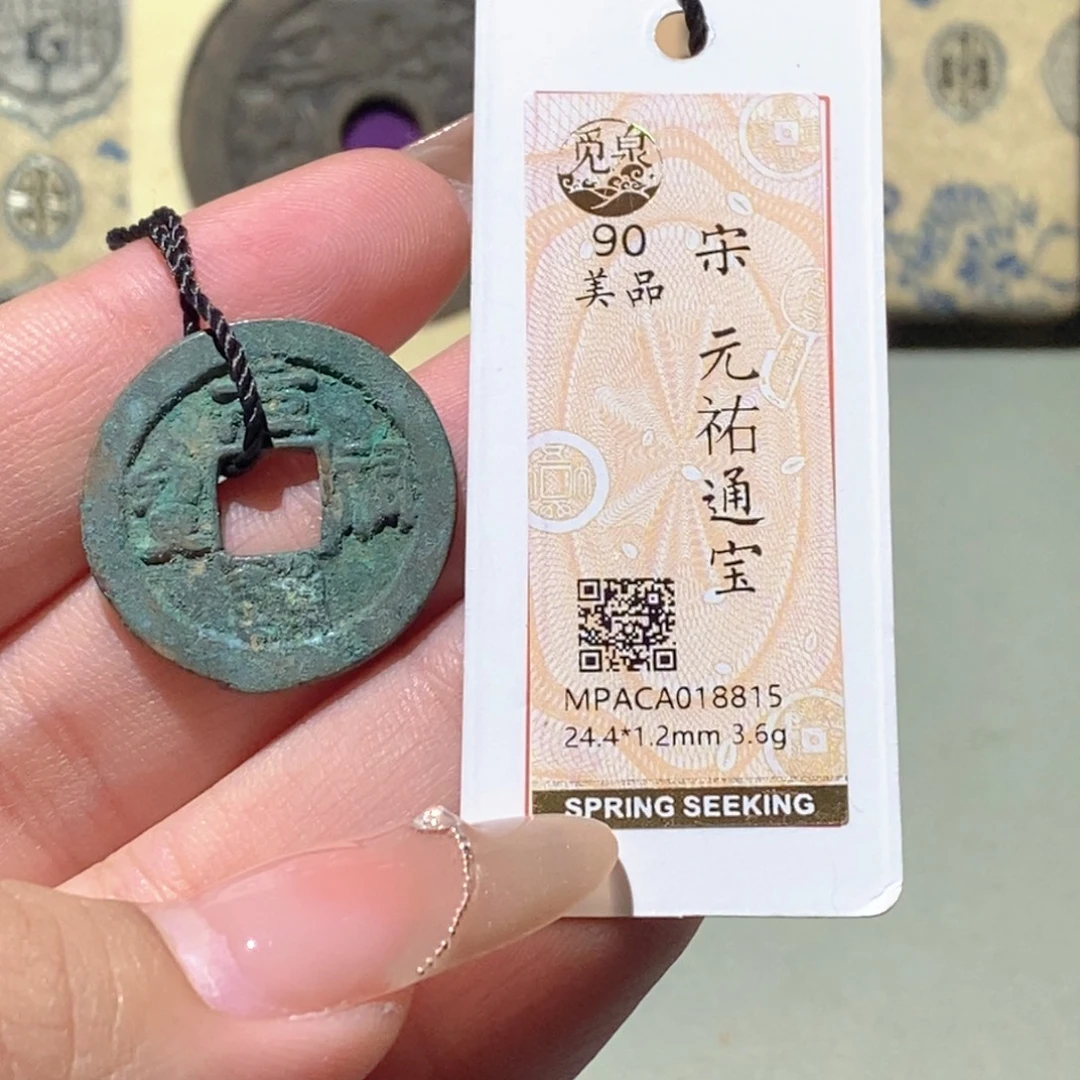 觅泉
90
美品
宋 元祐通宝
MPACA018815
24.4*1.2mm 3.6g
SPRING SEEKING